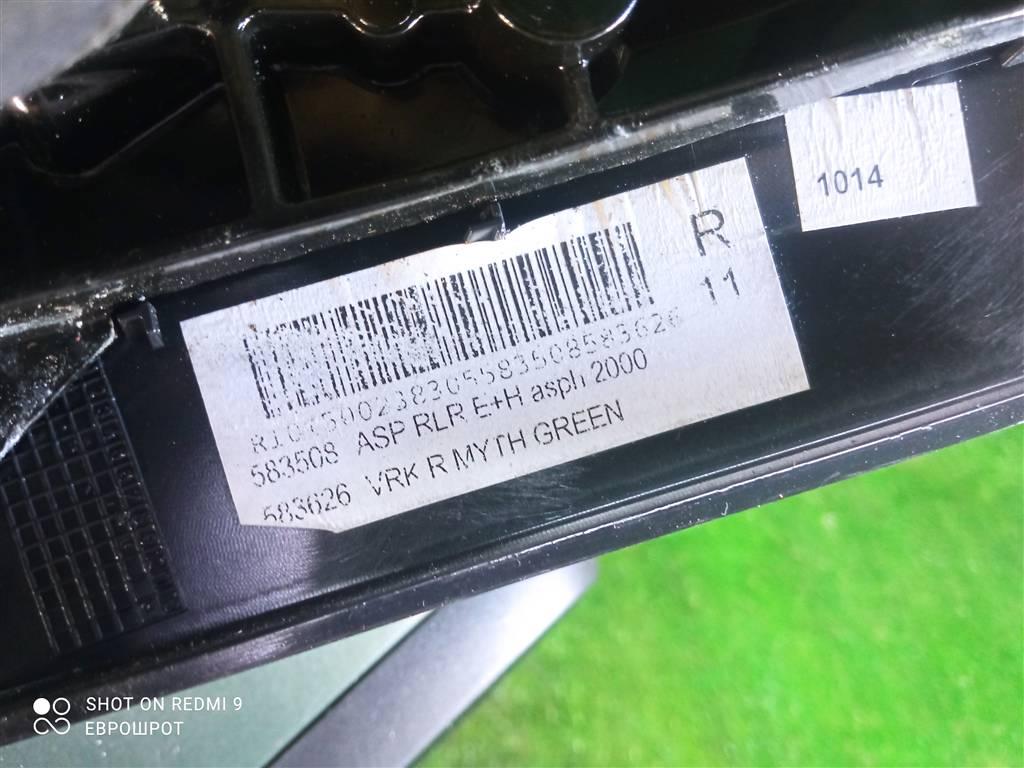 1014
R
11
583508 ASP RLR E+H asph 2000
583626 VRK R MYTH GREEN
SHOT ON REDMI 9
ЕВРОШРОТ